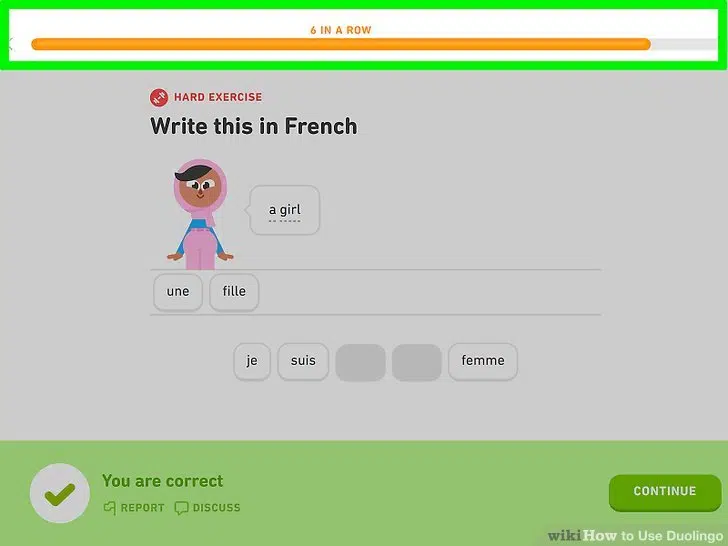 6 IN A ROW
HARD EXERCISE
Write this in French
a girl
une fille
je suis femme
You are correct
REPORT DISCUSS
CONTINUE
wikiHow to Use Duolingo